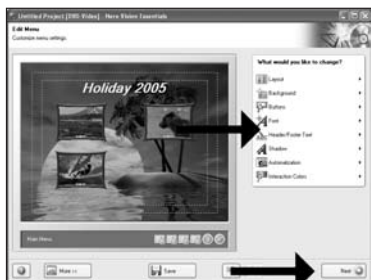 Untitled Project [DVD-Video] - Nero Vision Essentials
Edit Menu
Customize menu settings.
What would you like to change?
Layout
Background
Buttons
Font
Header/Footer Text
Shadow
Automatization
Interaction Colors
Holiday 2005
Main Menu
More >>
Save
Next